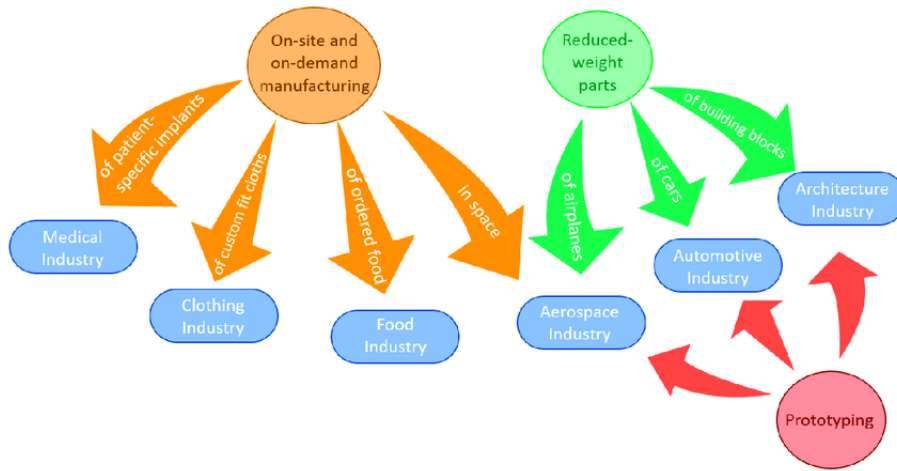 On-site and
on-demand
manufacturing
Reduced-
weight
parts
of patient-
specific implants
of custom fit cloths
of ordered food
in space
of airplanes
of cars
of building blocks
Medical
Industry
Clothing
Industry
Food
Industry
Aerospace
Industry
Automotive
Industry
Architecture
Industry
Prototyping